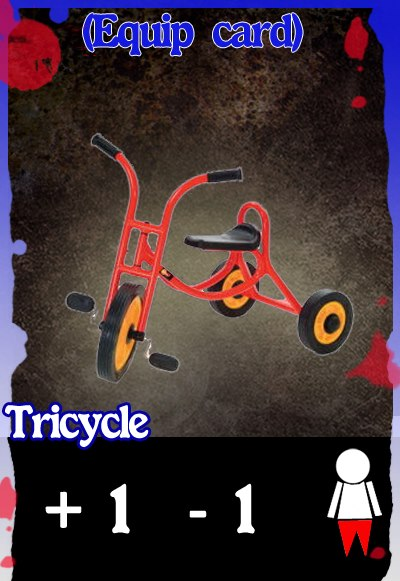 (Equip card)
Tricycle
+ 1 - 1